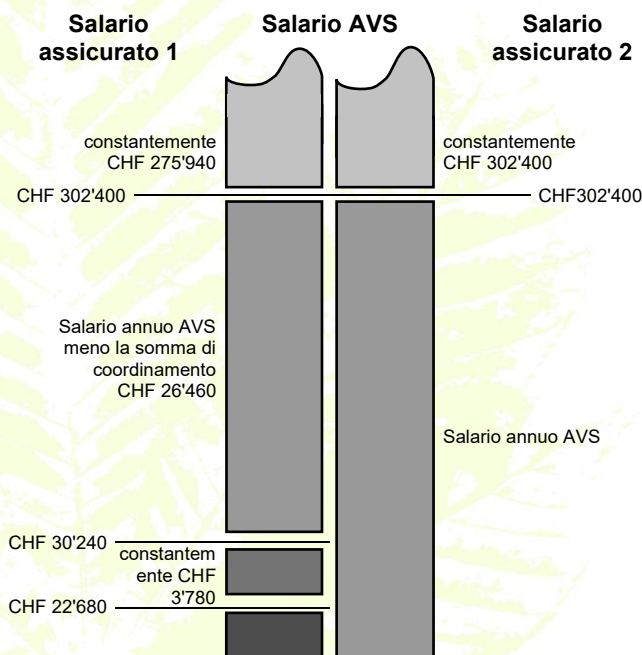 Salario
assicurato 1
Salario AVS
Salario
assicurato 2
constantemente
CHF 275'940
constantemente
CHF 302'400
CHF 302'400
CHF302'400
Salario annuo AVS
meno la somma di
coordinamento
CHF 26'460
Salario annuo AVS
CHF 30'240
constantem
ente CHF
3'780
CHF 22'680